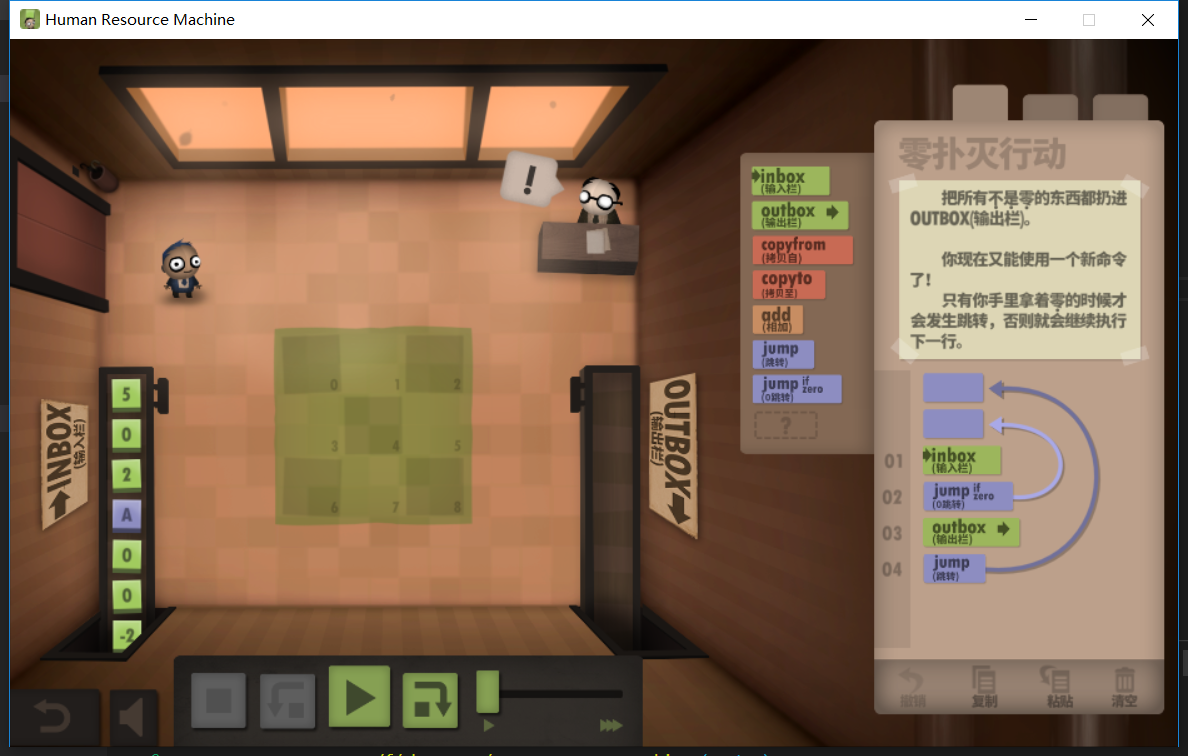 Human Resource Machine
零扑灭行动
把所有不是零的东西都扔进
OUTBOX(输出栏)。
你现在又能使用一个新命令
了！
只有你手里拿着零的时候才
会发生跳转，否则就会继续执行
下一行。
!
inbox
(输入栏)
outbox
(输出栏)
copyfrom
(拷贝自)
copyto
(拷贝至)
add
(相加)
jump
(跳转)
jump if zero
(0跳转)
?
01 inbox
(输入栏)
02 jump if zero
(0跳转)
03 outbox
(输出栏)
04 jump
(跳转)
INBOX
(输入栏)
5
0
2
A
0
0
-2
0 1 2
3 4 5
6 7 8
OUTBOX
(输出栏)
撤销 复制 粘贴 清空